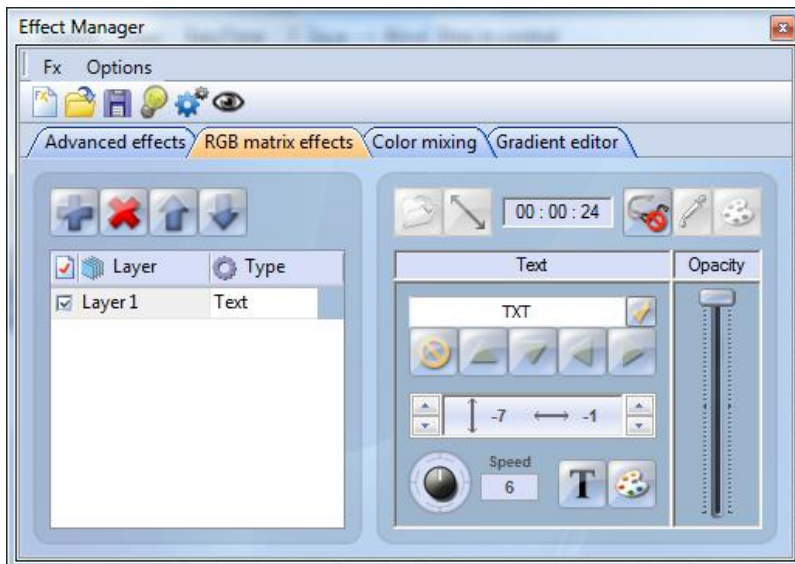 Effect Manager
Fx Options
Advanced effects RGB matrix effects Color mixing Gradient editor
00 : 00 : 24
Layer Type
Text Opacity
Layer 1 Text
TXT
-7 -1
Speed
6
T